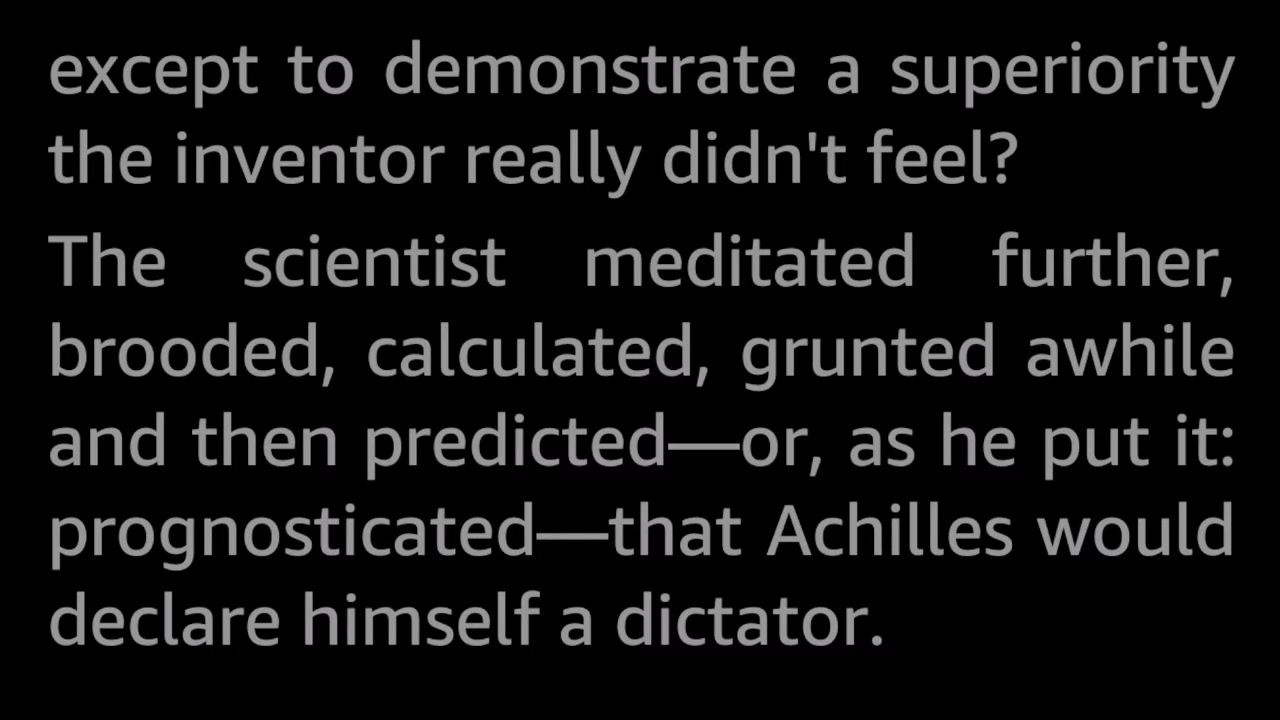 except to demonstrate a superiority
the inventor really didn't feel?
The scientist meditated further,
brooded, calculated, grunted awhile
and then predicted—or, as he put it:
prognosticated—that Achilles would
declare himself a dictator.